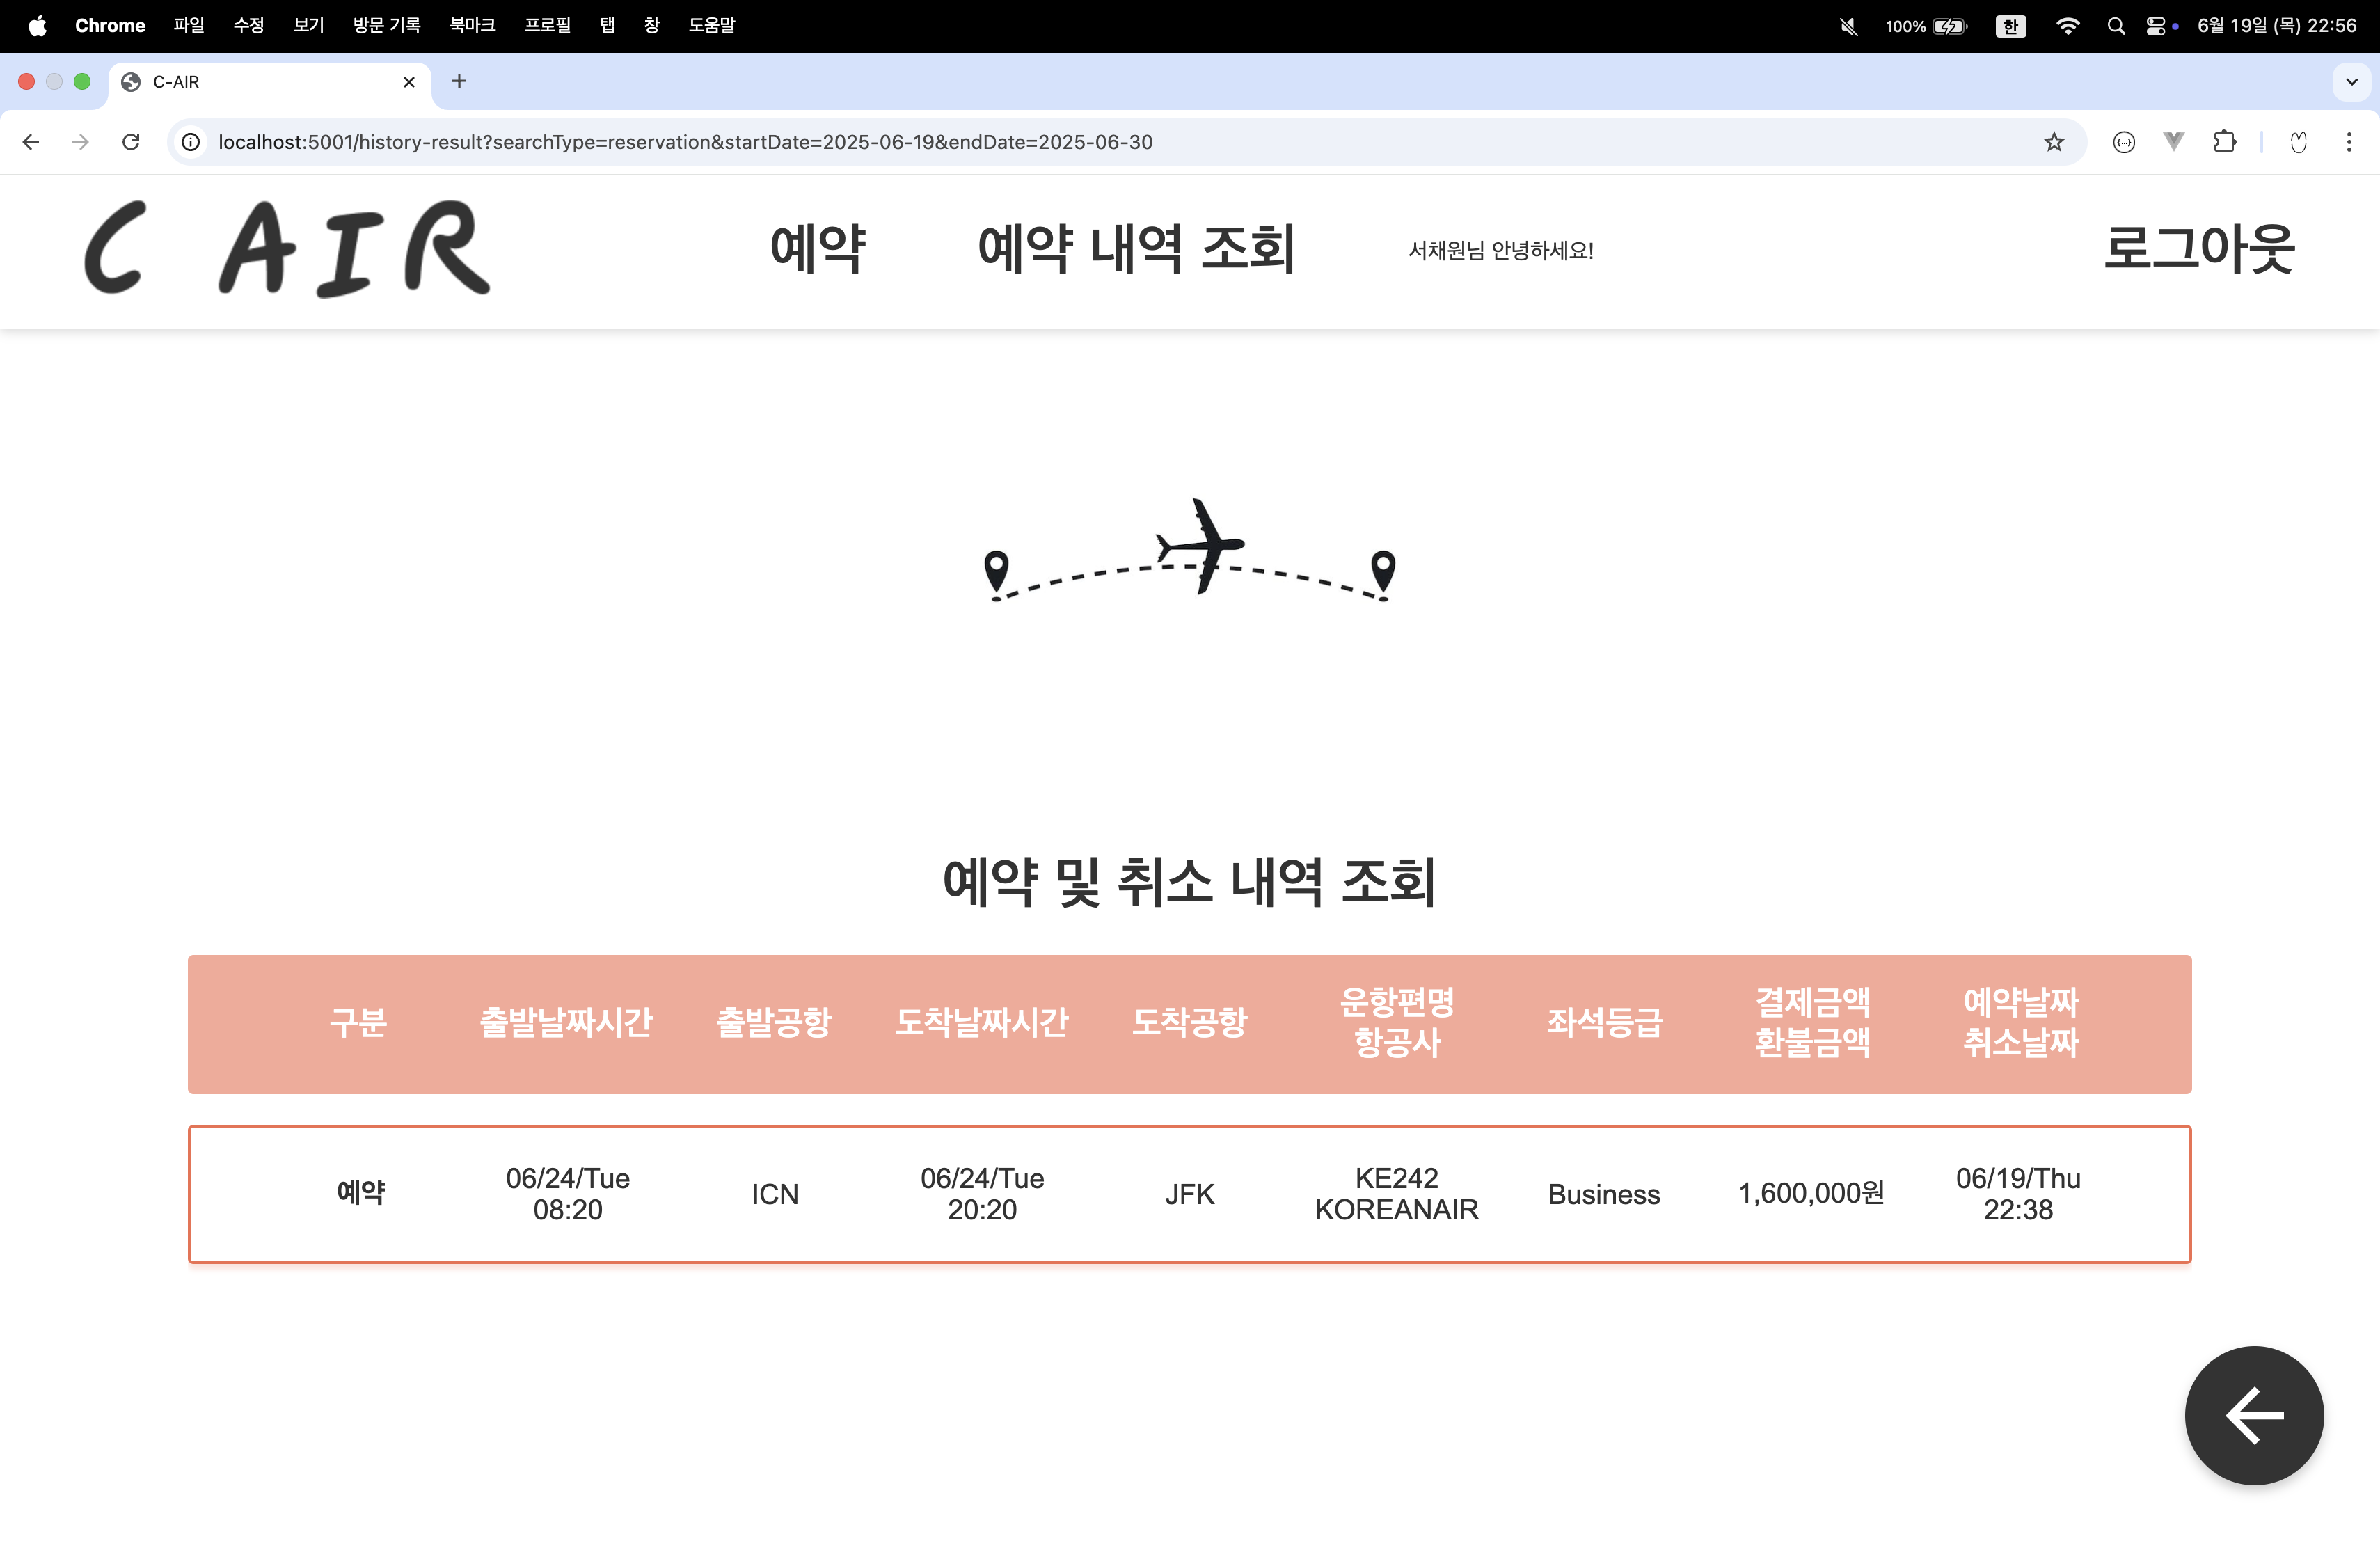 Chrome 파일 수정 보기 방문 기록 북마크 프로필 탭 창 도움말 100% 한 6월 19일 (목) 22:56
C-AIR
localhost:5001/history-result?searchType=reservation&startDate=2025-06-19&endDate=2025-06-30
C AIR 예약 예약 내역 조회 서채원님 안녕하세요! 로그아웃
예약 및 취소 내역 조회
구분 출발날짜시간 출발공항 도착날짜시간 도착공항 운항편명 좌석등급 결제금액 예약날짜
항공사 환불금액 취소날짜
예약 06/24/Tue ICN 06/24/Tue JFK KE242 Business 1,600,000원 06/19/Thu
08:20 20:20 KOREANAIR 22:38